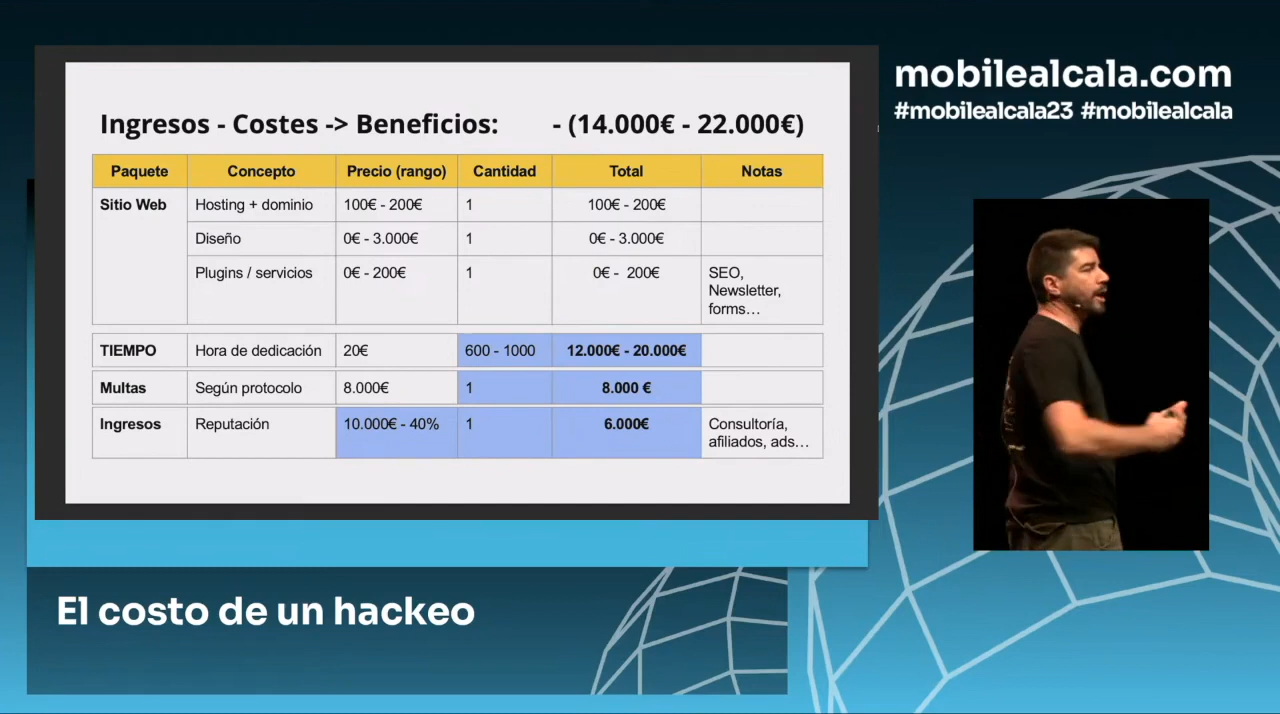 mobilealcala.com
#mobilealcala23 #mobilealcala
Ingresos - Costes -> Beneficios: - (14.000€ - 22.000€)
Paquete Concepto Precio (rango) Cantidad Total Notas
Sitio Web Hosting + dominio 100€ - 200€ 1 100€ - 200€
Diseño 0€ - 3.000€ 1 0€ - 3.000€
Plugins / servicios 0€ - 200€ 1 0€ - 200€ SEO,
Newsletter,
forms…
TIEMPO Hora de dedicación 20€ 600 - 1000 12.000€ - 20.000€
Multas Según protocolo 8.000€ 1 8.000 €
Ingresos Reputación 10.000€ - 40% 1 6.000€ Consultoría,
afiliados, ads…
El costo de un hackeo